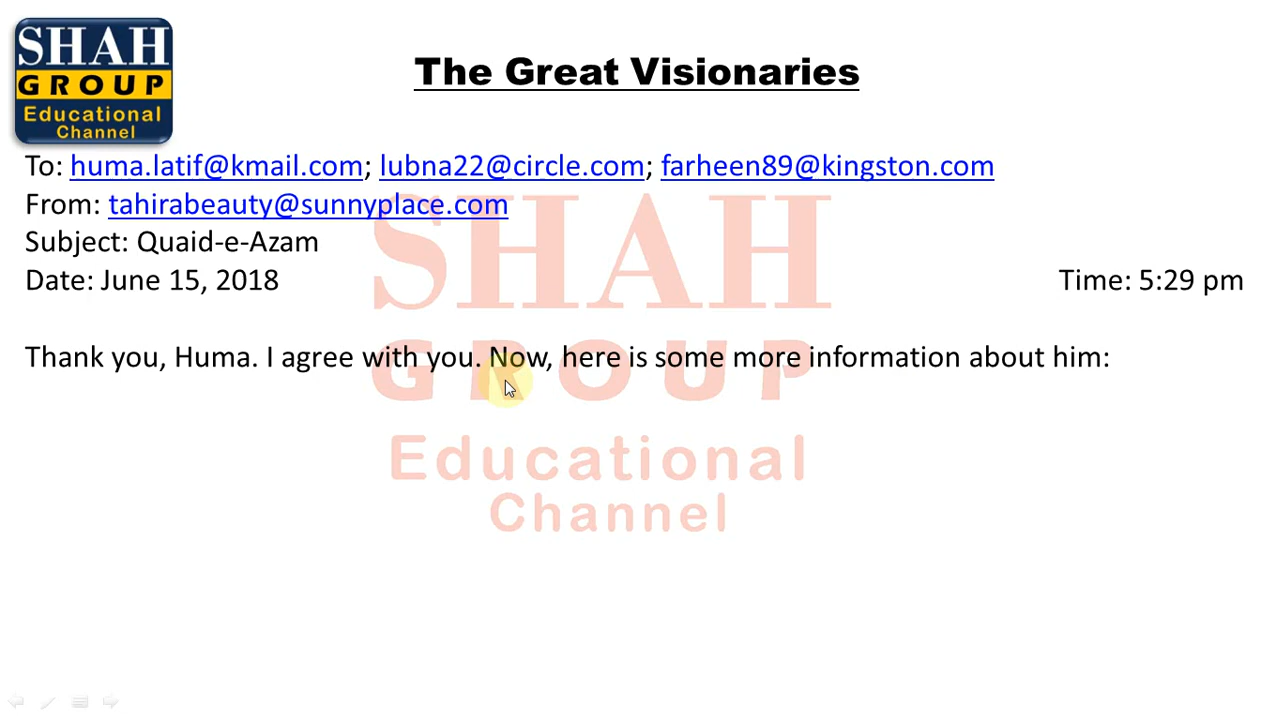 SHAH
GROUP
Educational
Channel
The Great Visionaries
To: huma.latif@kmail.com; lubna22@circle.com; farheen89@kingston.com
From: tahirabeauty@sunnyplace.com
Subject: Quaid-e-Azam
Date: June 15, 2018 Time: 5:29 pm
Thank you, Huma. I agree with you. Now, here is some more information about him:
SHAH
GROUP
Educational
Channel